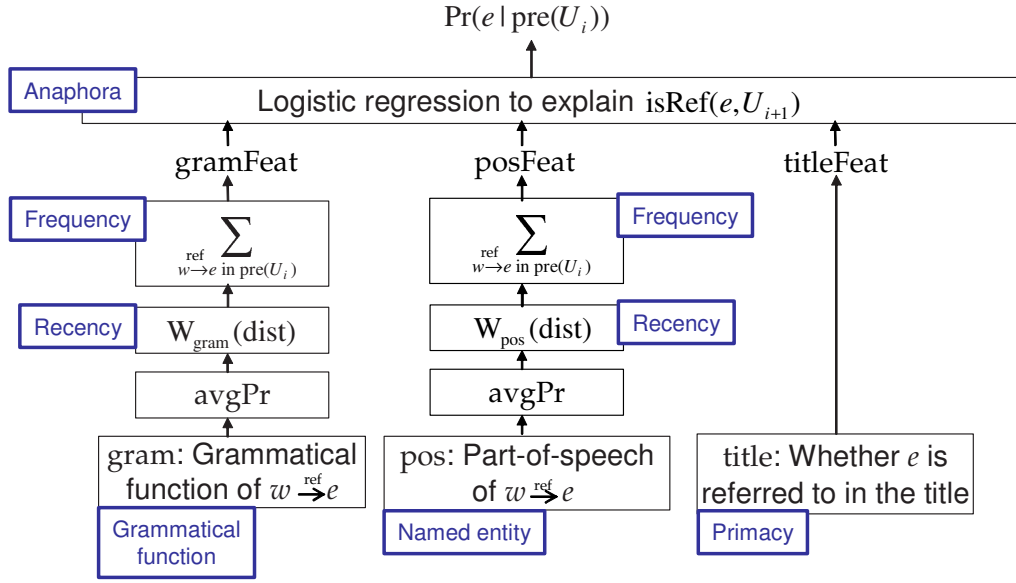 Pr(e | pre(U_i))
Anaphora
Logistic regression to explain isRef(e, U_{i+1})
gramFeat
posFeat
titleFeat
Frequency
∑
ref
w→e in pre(U_i)
∑
ref
w→e in pre(U_i)
Frequency
Recency
W_gram (dist)
W_pos (dist)
Recency
avgPr
avgPr
gram: Grammatical
function of w →^{ref} e
pos: Part-of-speech
of w →^{ref} e
title: Whether e is
referred to in the title
Grammatical
function
Named entity
Primacy